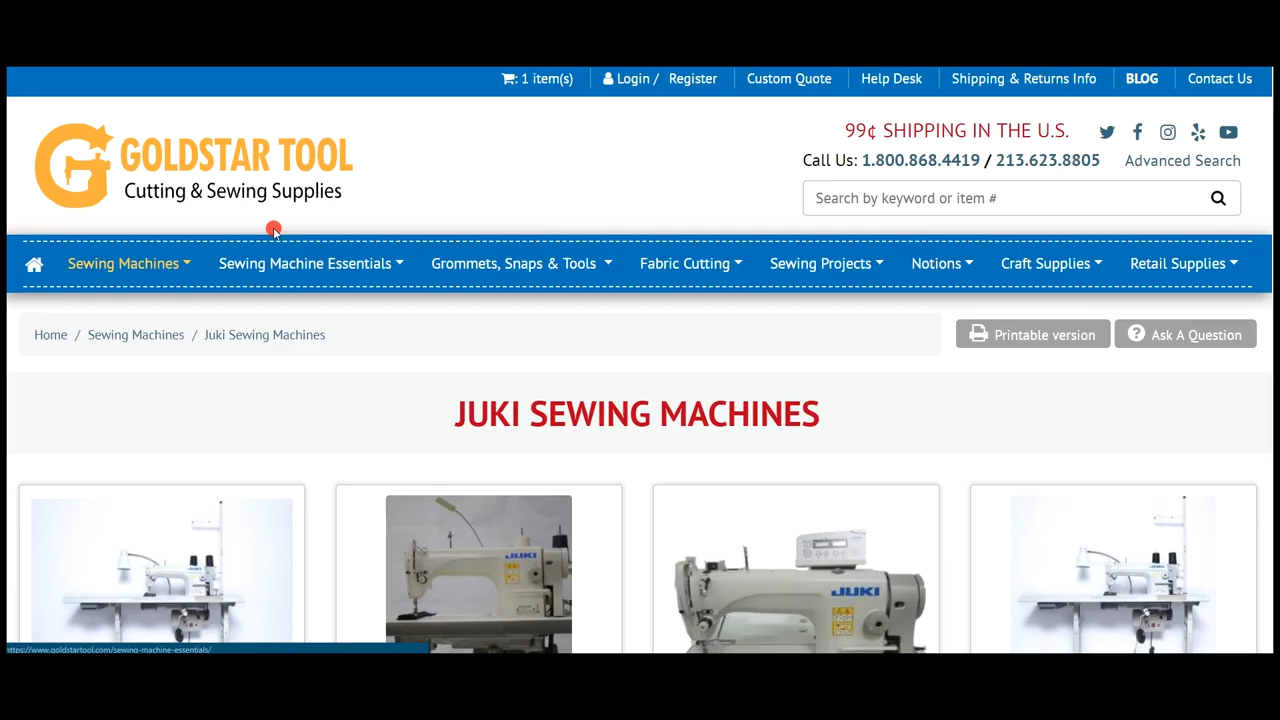 : 1 item(s) Login / Register Custom Quote Help Desk Shipping & Returns Info BLOG Contact Us
GOLDSTAR TOOL
Cutting & Sewing Supplies
99¢ SHIPPING IN THE U.S.
Call Us: 1.800.868.4419 / 213.623.8805 Advanced Search
Search by keyword or item #
Sewing Machines Sewing Machine Essentials Grommets, Snaps & Tools Fabric Cutting Sewing Projects Notions Craft Supplies Retail Supplies
Home / Sewing Machines / Juki Sewing Machines
Printable version Ask A Question
JUKI SEWING MACHINES
JUKI
JUKI
https://www.goldstartool.com/sewing-machine-essentials/